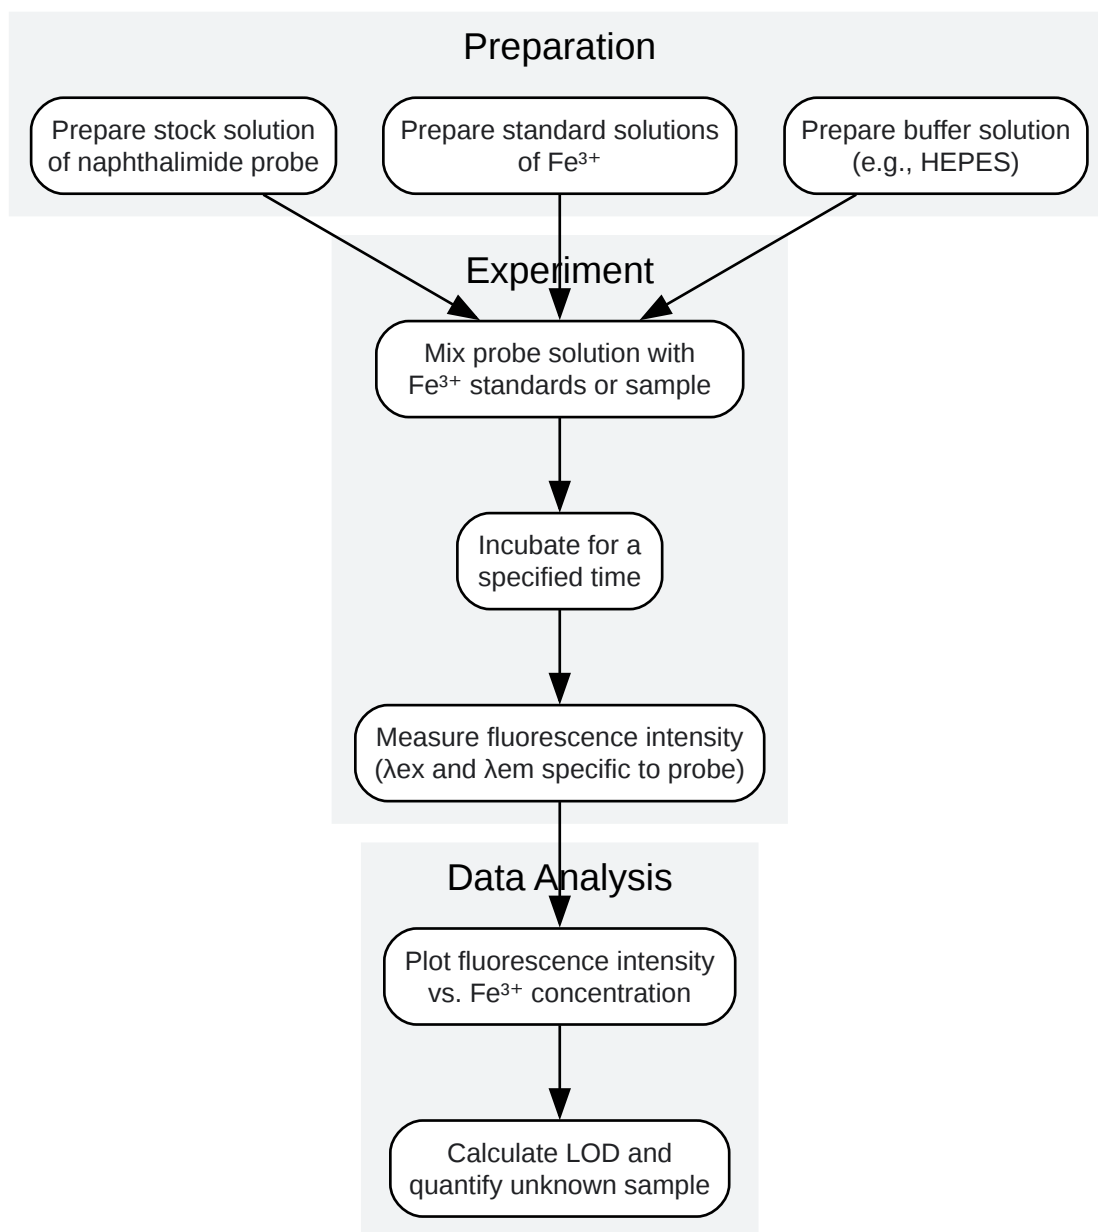 Preparation
Prepare stock solution
of naphthalimide probe
Prepare standard solutions
of Fe³⁺
Prepare buffer solution
(e.g., HEPES)
Experiment
Mix probe solution with
Fe³⁺ standards or sample
Incubate for a
specified time
Measure fluorescence intensity
(λex and λem specific to probe)
Data Analysis
Plot fluorescence intensity
vs. Fe³⁺ concentration
Calculate LOD and
quantify unknown sample